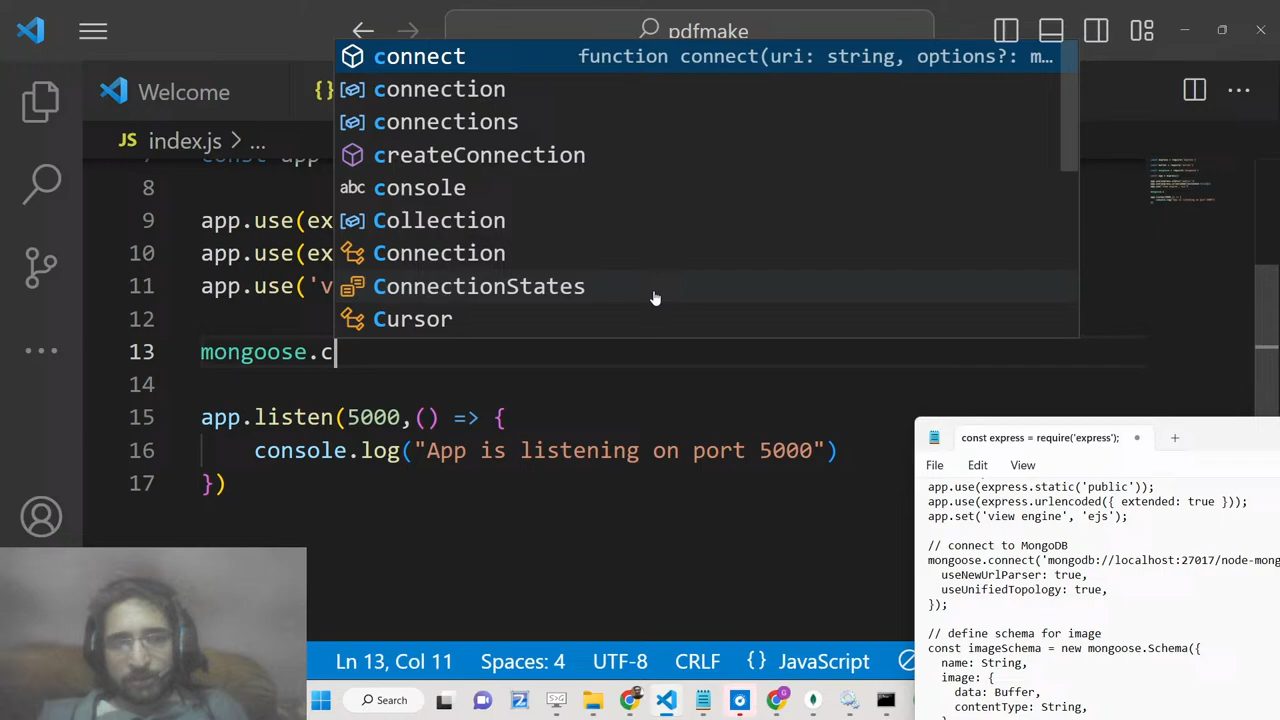 pdfmake
Welcome
{}
JS index.js > ...
connect function connect(uri: string, options?: m...
connection
connections
createConnection
abc console
Collection
Connection
ConnectionStates
Cursor
7 const app
8
9 app.use(ex
10 app.use(ex
11 app.use('v
12
13 mongoose.c
14
15 app.listen(5000,() => {
16 console.log("App is listening on port 5000")
17 })
const express = require('express');
File Edit View
app.use(express.static('public'));
app.use(express.urlencoded({ extended: true }));
app.set('view engine', 'ejs');
// connect to MongoDB
mongoose.connect('mongodb://localhost:27017/node-mong
useNewUrlParser: true,
useUnifiedTopology: true,
});
// define schema for image
const imageSchema = new mongoose.Schema({
name: String,
image: {
data: Buffer,
contentType: String,
Ln 13, Col 11 Spaces: 4 UTF-8 CRLF {} JavaScript
Search